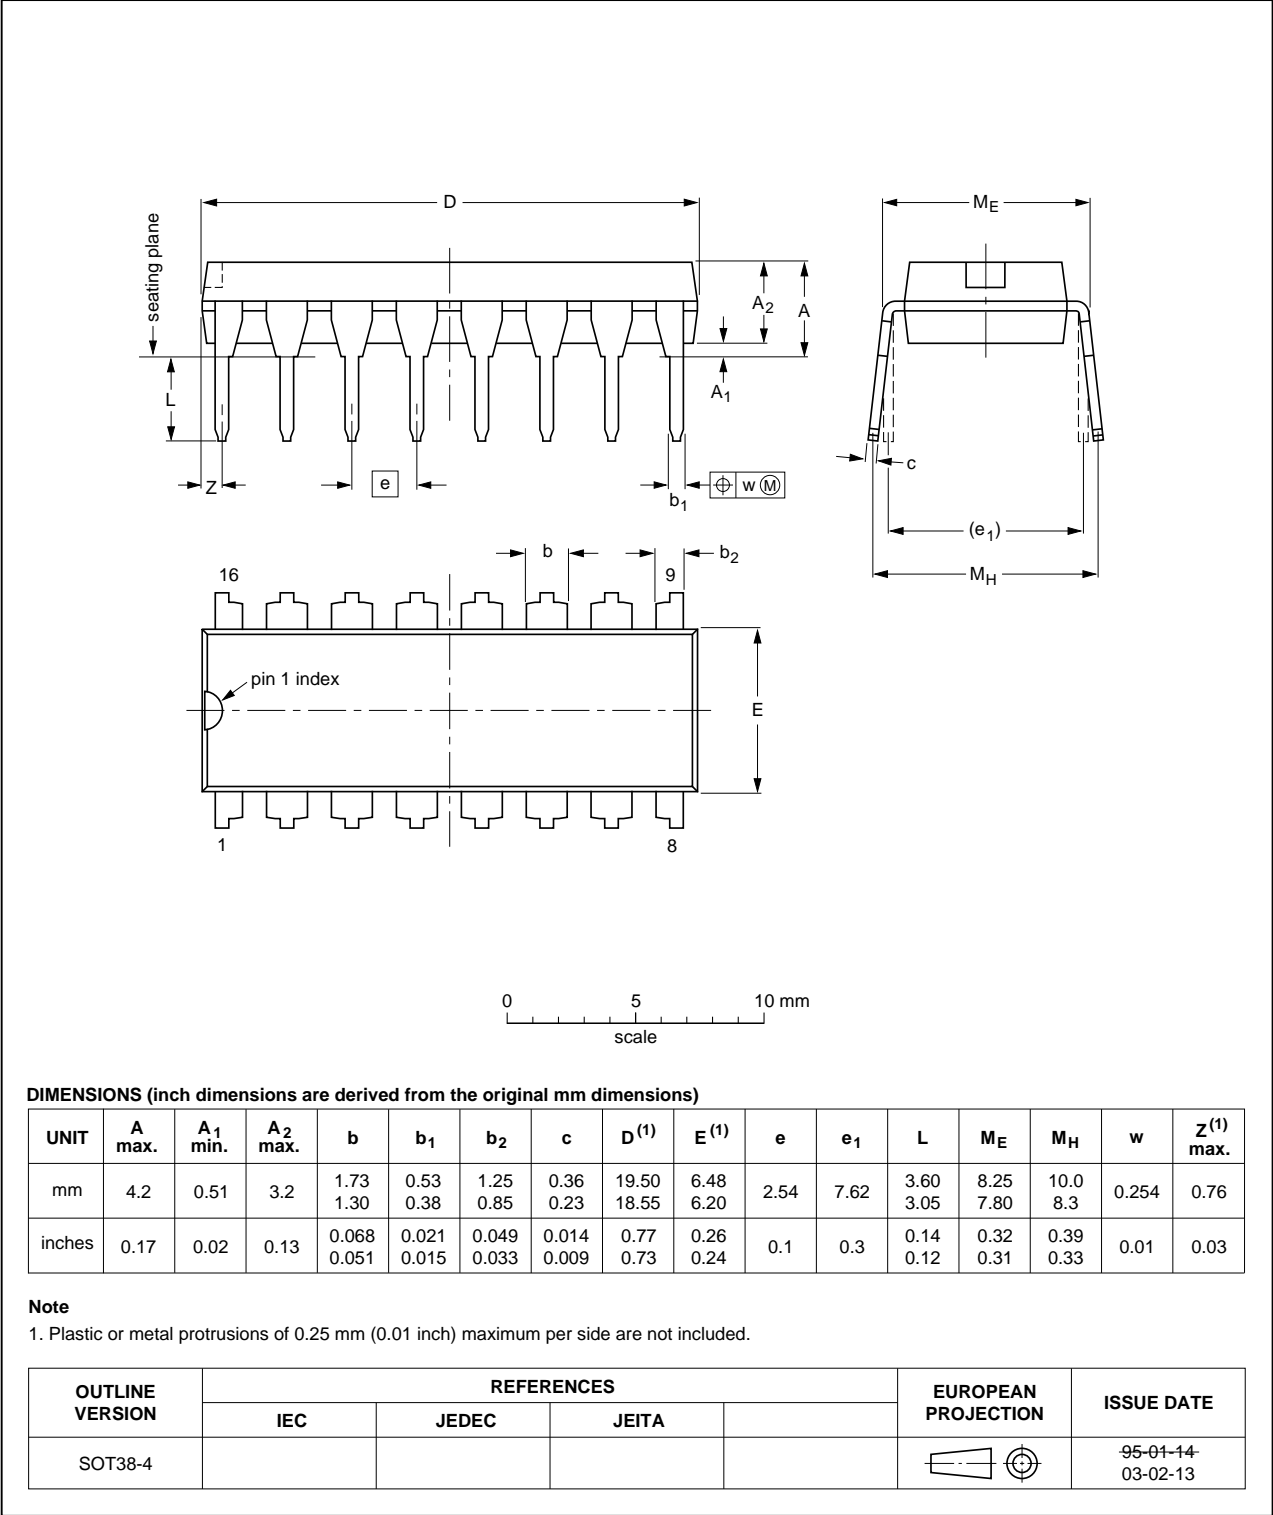 D
ME
seating plane
A2
A
A1
L
c
Z
e
b1
w M
(e1)
MH
b
b2
16
9
pin 1 index
E
1
8
0 5 10 mm
scale
DIMENSIONS (inch dimensions are derived from the original mm dimensions)
UNIT A max. A1 min. A2 max. b b1 b2 c D(1) E(1) e e1 L ME MH w Z(1) max.
mm 4.2 0.51 3.2 1.73 1.30 0.53 0.38 1.25 0.85 0.36 0.23 19.50 18.55 6.48 6.20 2.54 7.62 3.60 3.05 8.25 7.80 10.0 8.3 0.254 0.76
inches 0.17 0.02 0.13 0.068 0.051 0.021 0.015 0.049 0.033 0.014 0.009 0.77 0.73 0.26 0.24 0.1 0.3 0.14 0.12 0.32 0.31 0.39 0.33 0.01 0.03
Note
1. Plastic or metal protrusions of 0.25 mm (0.01 inch) maximum per side are not included.
OUTLINE VERSION
REFERENCES
EUROPEAN PROJECTION
ISSUE DATE
IEC JEDEC JEITA
SOT38-4
95-01-14
03-02-13